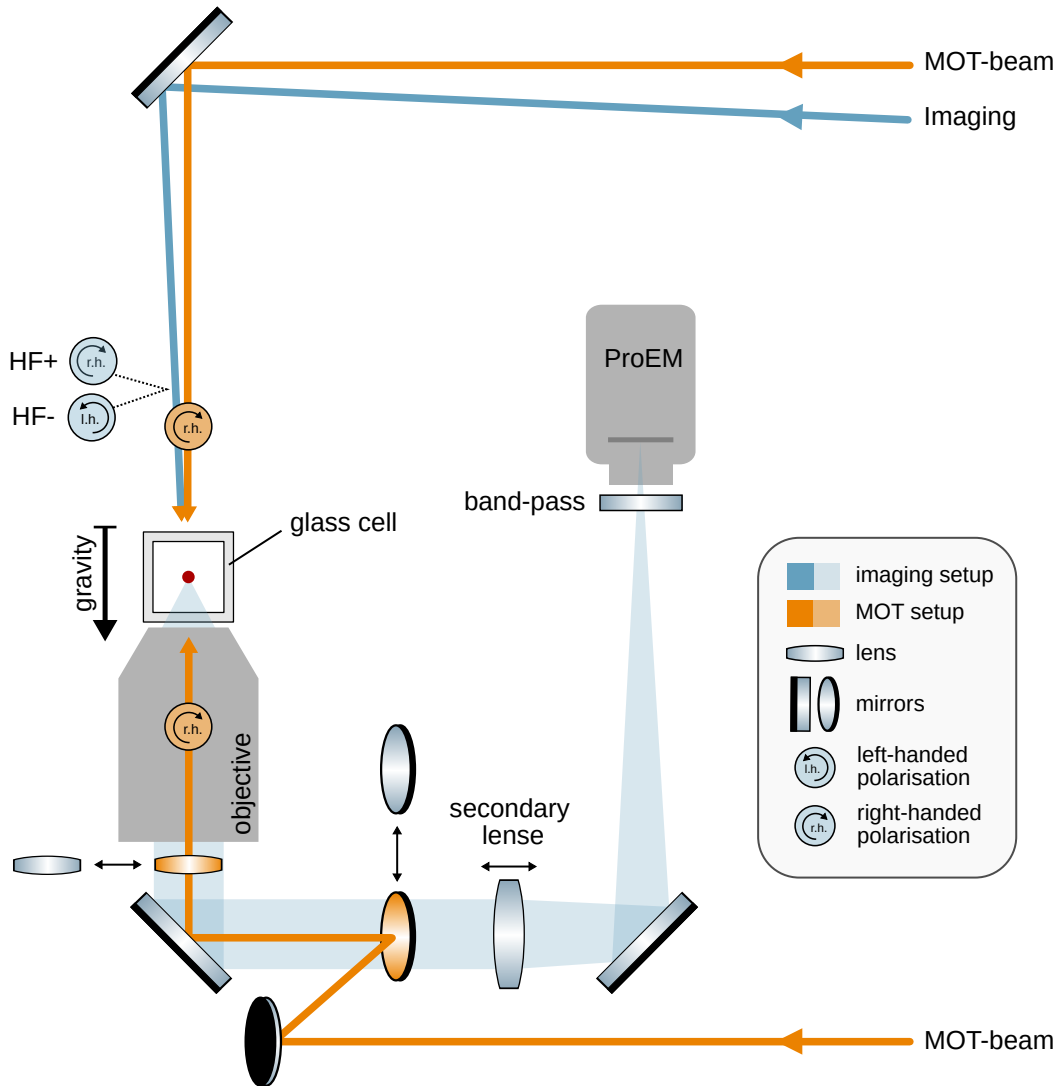 MOT-beam
Imaging
HF+
r.h.
HF-
l.h.
r.h.
ProEM
band-pass
glass cell
gravity
imaging setup
MOT setup
lens
mirrors
l.h.
left-handed
polarisation
r.h.
right-handed
polarisation
r.h.
objective
secondary
lense
MOT-beam